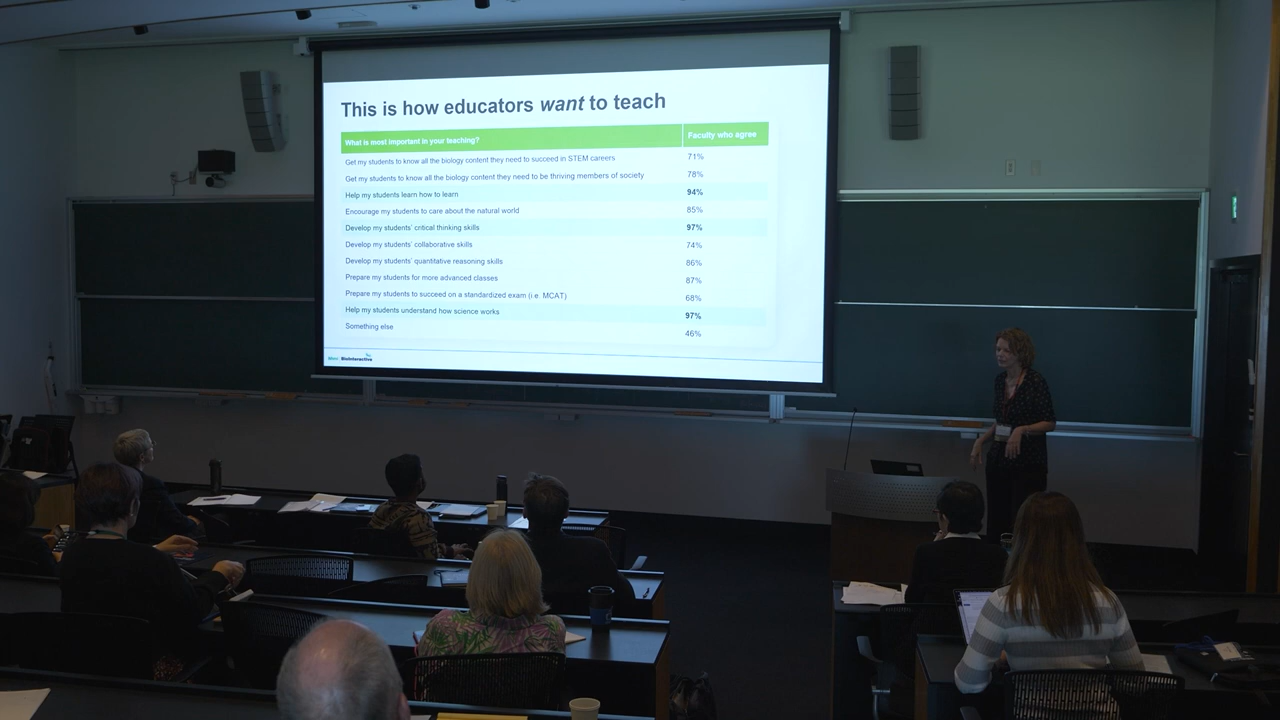 This is how educators want to teach
What is most important in your teaching? Faculty who agree
Get my students to know all the biology content they need to succeed in STEM careers 71%
Get my students to know all the biology content they need to be thriving members of society 78%
Help my students learn how to learn 94%
Encourage my students to care about the natural world 85%
Develop my students' critical thinking skills 97%
Develop my students' collaborative skills 74%
Develop my students' quantitative reasoning skills 86%
Prepare my students for more advanced classes 87%
Prepare my students to succeed on a standardized exam (i.e. MCAT) 68%
Help my students understand how science works 97%
Something else 46%
BioInteractive